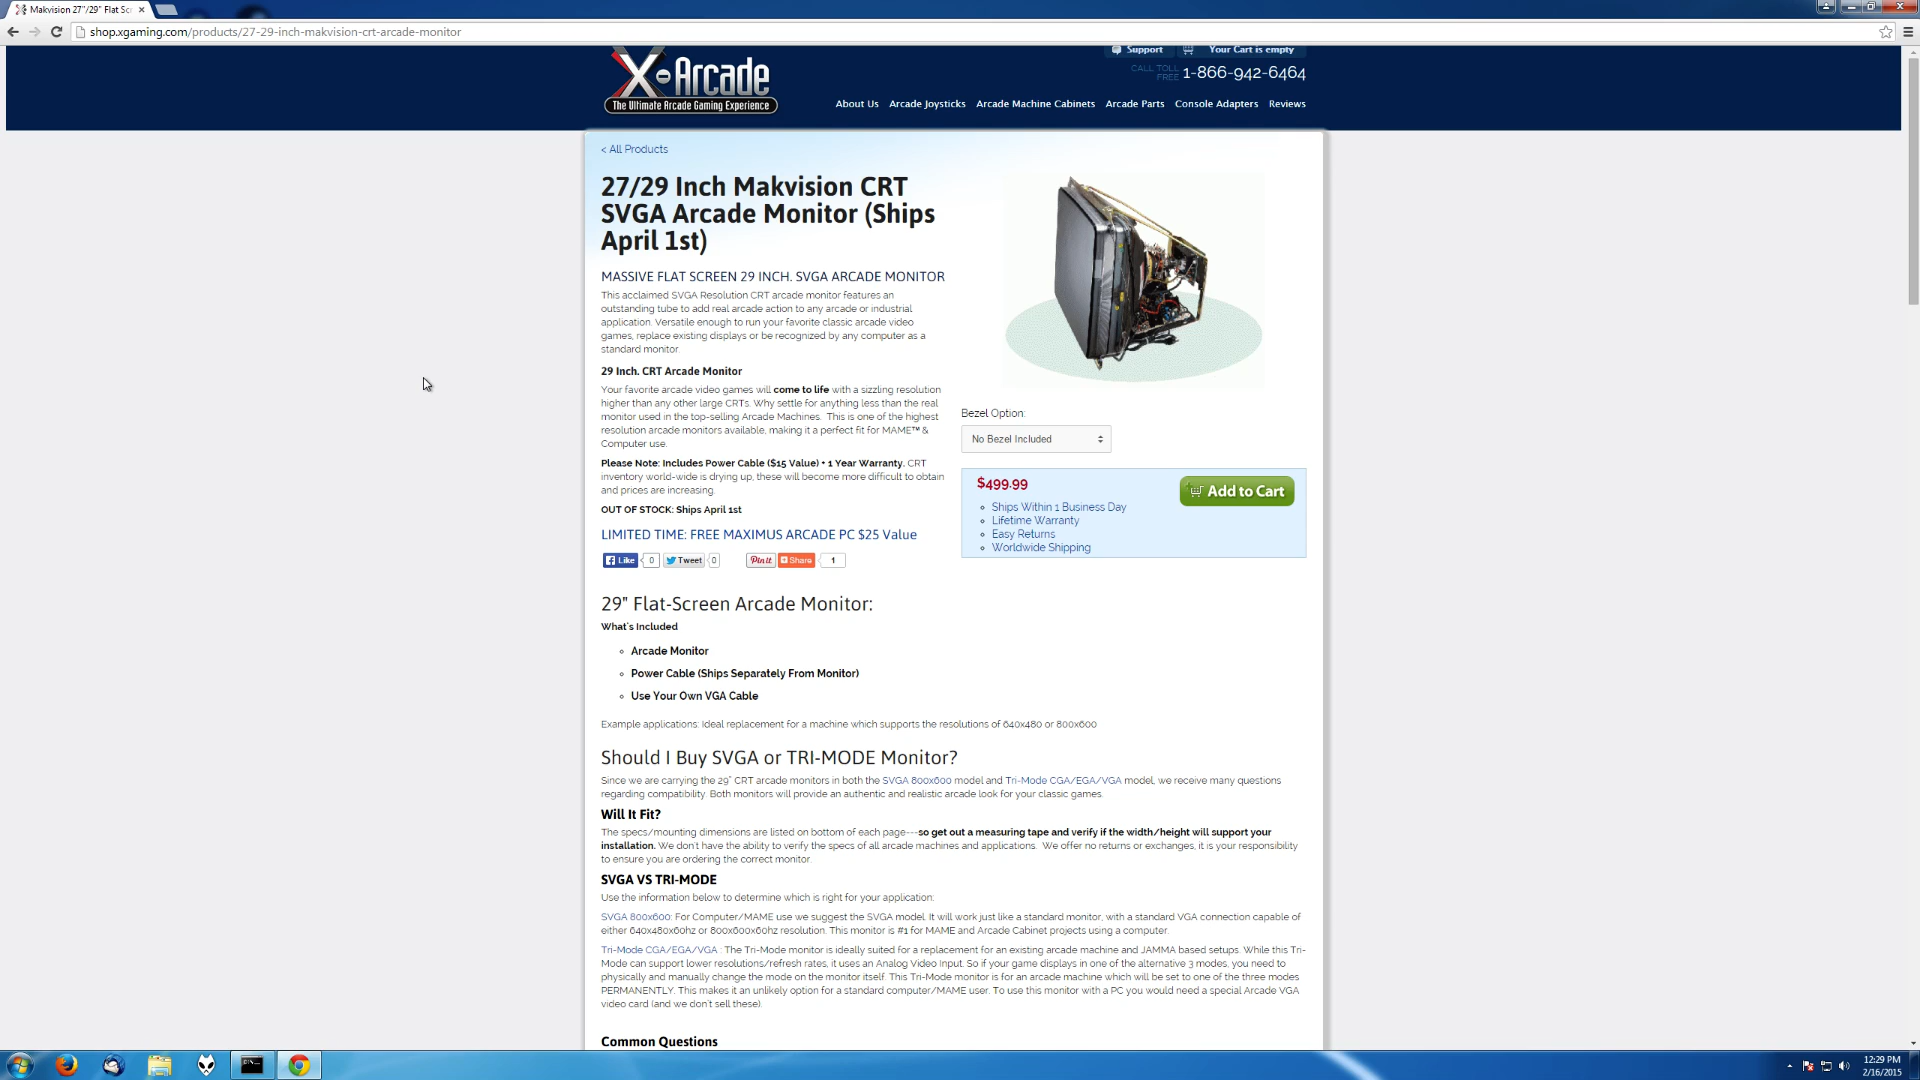 Makvision 27"/29" Flat Scr
shop.xgaming.com/products/27-29-inch-makvision-crt-arcade-monitor
Support
Your Cart is empty
X-Arcade
The Ultimate Arcade Gaming Experience
CALL TOLL
FREE
1-866-942-6464
About Us Arcade Joysticks Arcade Machine Cabinets Arcade Parts Console Adapters Reviews
< All Products
27/29 Inch Makvision CRT
SVGA Arcade Monitor (Ships
April 1st)
MASSIVE FLAT SCREEN 29 INCH. SVGA ARCADE MONITOR
This acclaimed SVGA Resolution CRT arcade monitor features an
outstanding tube to add real arcade action to any arcade or industrial
application. Versatile enough to run your favorite classic arcade video
games, replace existing displays or be recognized by any computer as a
standard monitor.
29 Inch. CRT Arcade Monitor
Your favorite arcade video games will come to life with a sizzling resolution
higher than any other large CRTs. Why settle for anything less than the real
monitor used in the top-selling Arcade Machines. This is one of the highest
resolution arcade monitors available, making it a perfect fit for MAME™ &
Computer use.
Please Note: Includes Power Cable ($15 Value) + 1 Year Warranty. CRT
inventory world-wide is drying up, these will become more difficult to obtain
and prices are increasing.
OUT OF STOCK: Ships April 1st
LIMITED TIME: FREE MAXIMUS ARCADE PC $25 Value
Like 0 Tweet 0 Pin it Share 1
Bezel Option:
No Bezel Included
$499.99
Add to Cart
Ships Within 1 Business Day
Lifetime Warranty
Easy Returns
Worldwide Shipping
29" Flat-Screen Arcade Monitor:
What's Included
Arcade Monitor
Power Cable (Ships Separately From Monitor)
Use Your Own VGA Cable
Example applications: Ideal replacement for a machine which supports the resolutions of 640x480 or 800x600
Should I Buy SVGA or TRI-MODE Monitor?
Since we are carrying the 29" CRT arcade monitors in both the SVGA 800x600 model and Tri-Mode CGA/EGA/VGA model, we receive many questions
regarding compatibility. Both monitors will provide an authentic and realistic arcade look for your classic games.
Will It Fit?
The specs/mounting dimensions are listed on bottom of each page---so get out a measuring tape and verify if the width/height will support your
installation. We don't have the ability to verify the specs of all arcade machines and applications. We offer no returns or exchanges, it is your responsibility
to ensure you are ordering the correct monitor.
SVGA VS TRI-MODE
Use the information below to determine which is right for your application:
SVGA 800x600: For Computer/MAME use we suggest the SVGA model. It will work just like a standard monitor, with a standard VGA connection capable of
either 640x480x60hz or 800x600x60hz resolution. This monitor is #1 for MAME and Arcade Cabinet projects using a computer.
Tri-Mode CGA/EGA/VGA : The Tri-Mode monitor is ideally suited for a replacement for an existing arcade machine and JAMMA based setups. While this Tri-
Mode can support lower resolutions/refresh rates, it uses an Analog Video Input. So if your game displays in one of the alternative 3 modes, you need to
physically and manually change the mode on the monitor itself. This Tri-Mode monitor is for an arcade machine which will be set to one of the three modes
PERMANENTLY. This makes it an unlikely option for a standard computer/MAME user. To use this monitor with a PC you would need a special Arcade VGA
video card (and we don't sell these).
Common Questions
12:29 PM
2/16/2015